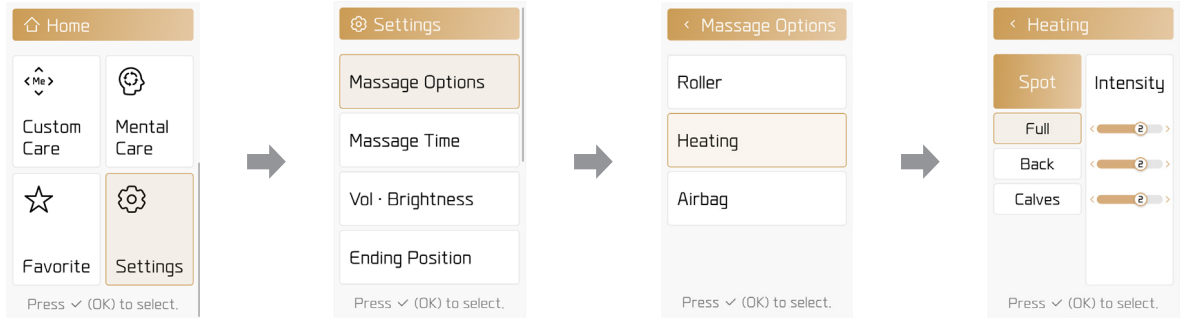 Home
Me
Custom
Care
Mental
Care
Favorite
Settings
Press ✓ (OK) to select.
Settings
Massage Options
Massage Time
Vol · Brightness
Ending Position
Press ✓ (OK) to select.
< Massage Options
Roller
Heating
Airbag
Press ✓ (OK) to select.
< Heating
Spot
Intensity
Full
< 2 >
Back
< 2 >
Calves
< 2 >
Press ✓ (OK) to select.